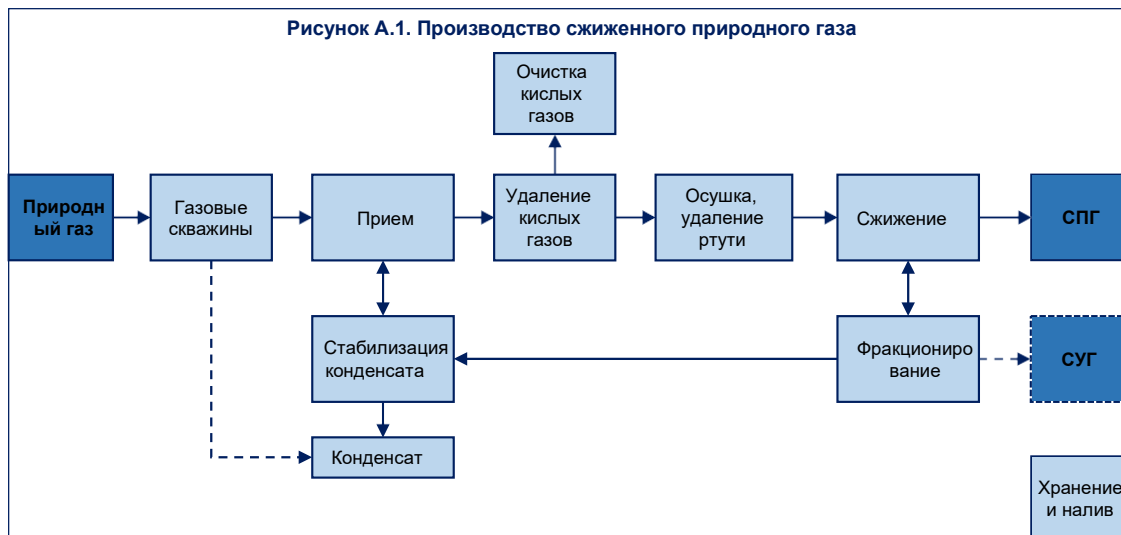 Рисунок А.1. Производство сжиженного природного газа
Очистка
кислых
газов
Природн
ый газ
Газовые
скважины
Прием
Удаление
кислых
газов
Осушка,
удаление
ртути
Сжижение
СПГ
Стабилизация
конденсата
Фракциониро
вание
СУГ
Конденсат
Хранение
и налив